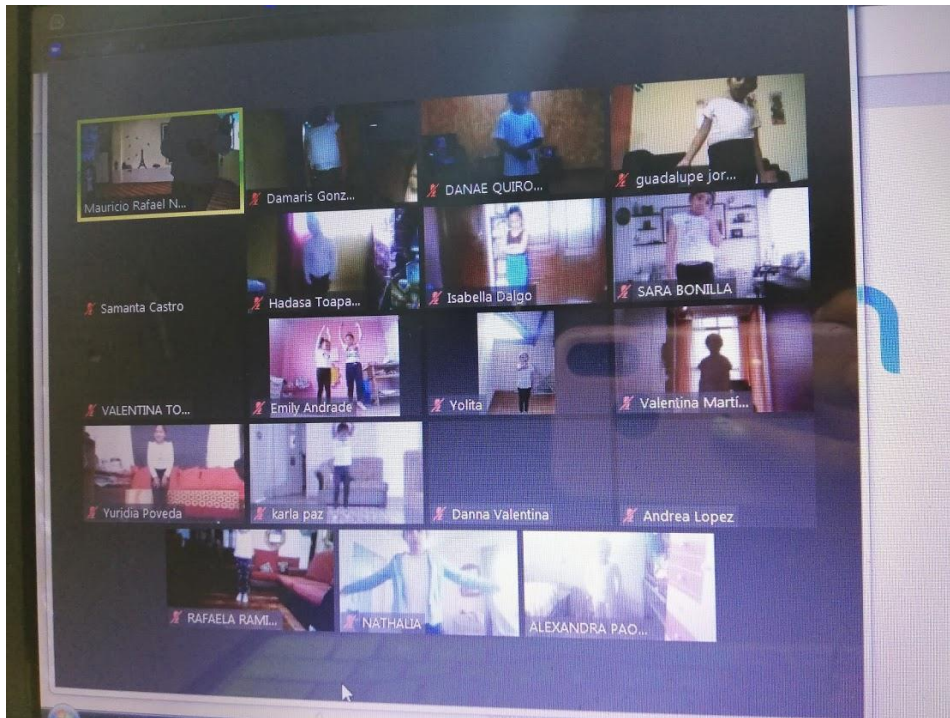 Mauricio Rafael N...
Damaris Gonz...
DANAE QUIRO...
guadalupe jor...
Samanta Castro
Hadasa Toapa...
Isabella Dalgo
SARA BONILLA
VALENTINA TO...
Emily Andrade
Yolita
Valentina Martí...
Yuridia Poveda
karla paz
Danna Valentina
Andrea Lopez
RAFAELA RAMI...
NATHALIA
ALEXANDRA PAO...